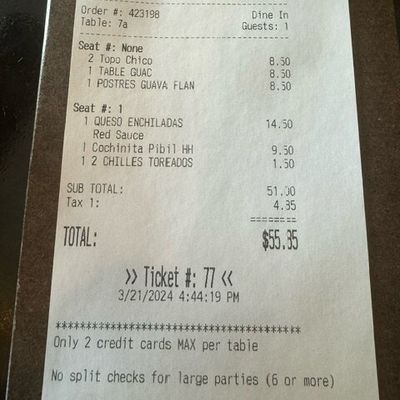 Order #: 423198 Dine In
Table: 7a Guests: 1
Seat #: None
2 Topo Chico 8.50
1 TABLE GUAC 8.50
1 POSTRES GUAVA FLAN 8.50
Seat #: 1
1 QUESO ENCHILADAS 14.50
Red Sauce
1 Cochinita Pibil HH 9.50
1 2 CHILLES TOREADOS 1.50
SUB TOTAL: 51.00
Tax 1: 4.85
========
TOTAL: $55.85
>> Ticket #: 77 <<
3/21/2024 4:44:19 PM
******************************************
Only 2 credit cards MAX per table
No split checks for large parties (6 or more)